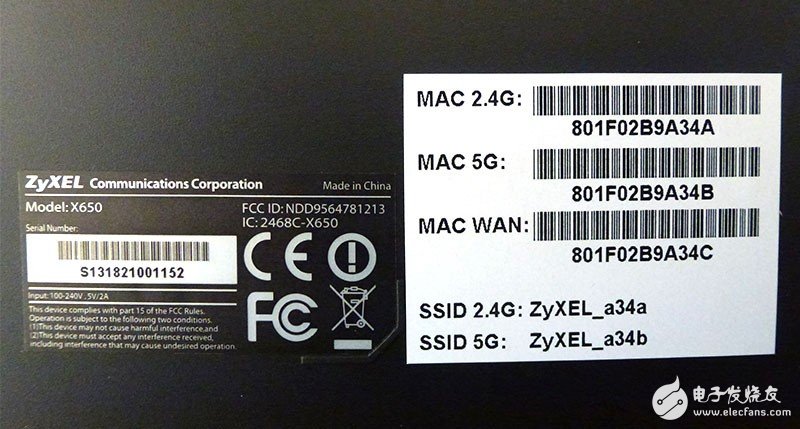 ZyXEL Communications Corporation Made in China
Model: X650
FCC ID: NDD9564781213
IC: 2468C-X650
Serial Number:
S131821001152
Input: 100-240V ,5V/2A
This device complies with part 15 of the FCC Rules.
Operation is subject to the following two conditions.
(1)This device may not cause harmful interference,and
(2)This device must accept any interference received,
including interference that may cause undesired operation.
CE
FC
MAC 2.4G:
801F02B9A34A
MAC 5G:
801F02B9A34B
MAC WAN:
801F02B9A34C
SSID 2.4G: ZyXEL_a34a
SSID 5G: ZyXEL_a34b
电子发烧友
www.elecfans.com